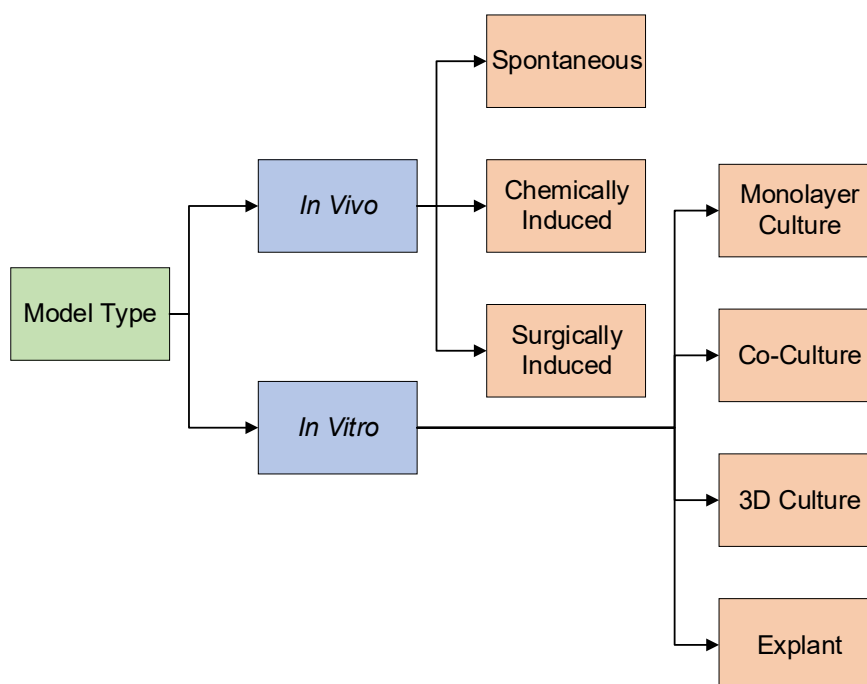 Model Type
In Vivo
In Vitro
Spontaneous
Chemically
Induced
Surgically
Induced
Monolayer
Culture
Co-Culture
3D Culture
Explant